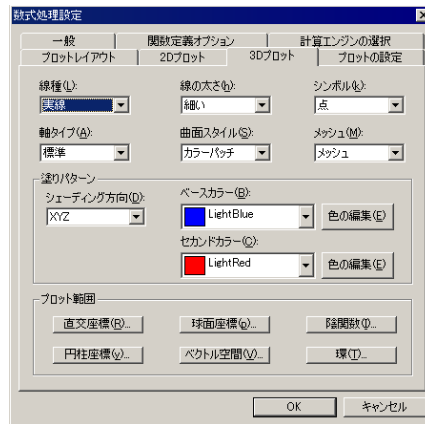 数式処理設定
一般 関数定義オプション 計算エンジンの選択
プロットレイアウト 2Dプロット 3Dプロット プロットの設定
線種(L): 線の太さ(h): シンボル(k):
実線 細い 点
軸タイプ(A): 曲面スタイル(S): メッシュ(M):
標準 カラーパッチ メッシュ
塗りパターン
シェーディング方向(D): ベースカラー(B):
XYZ LightBlue 色の編集(E)
セカンドカラー(C):
LightRed 色の編集(E)
プロット範囲
直交座標(R)... 球面座標(p)... 陰関数(I)...
円柱座標(y)... ベクトル空間(V)... 環(T)...
OK キャンセル